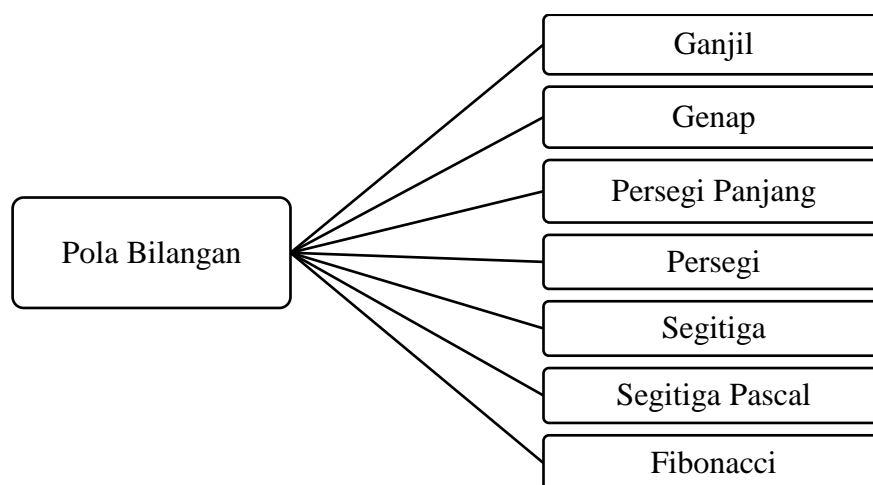 Pola Bilangan
Ganjil
Genap
Persegi Panjang
Persegi
Segitiga
Segitiga Pascal
Fibonacci